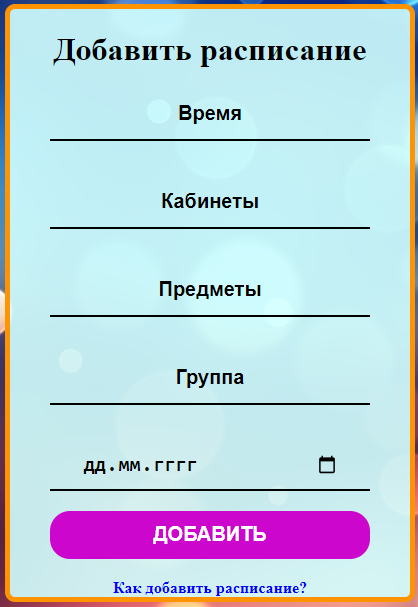 Добавить расписание
Время
Кабинеты
Предметы
Группа
дд.мм.гггг
ДОБАВИТЬ
Как добавить расписание?